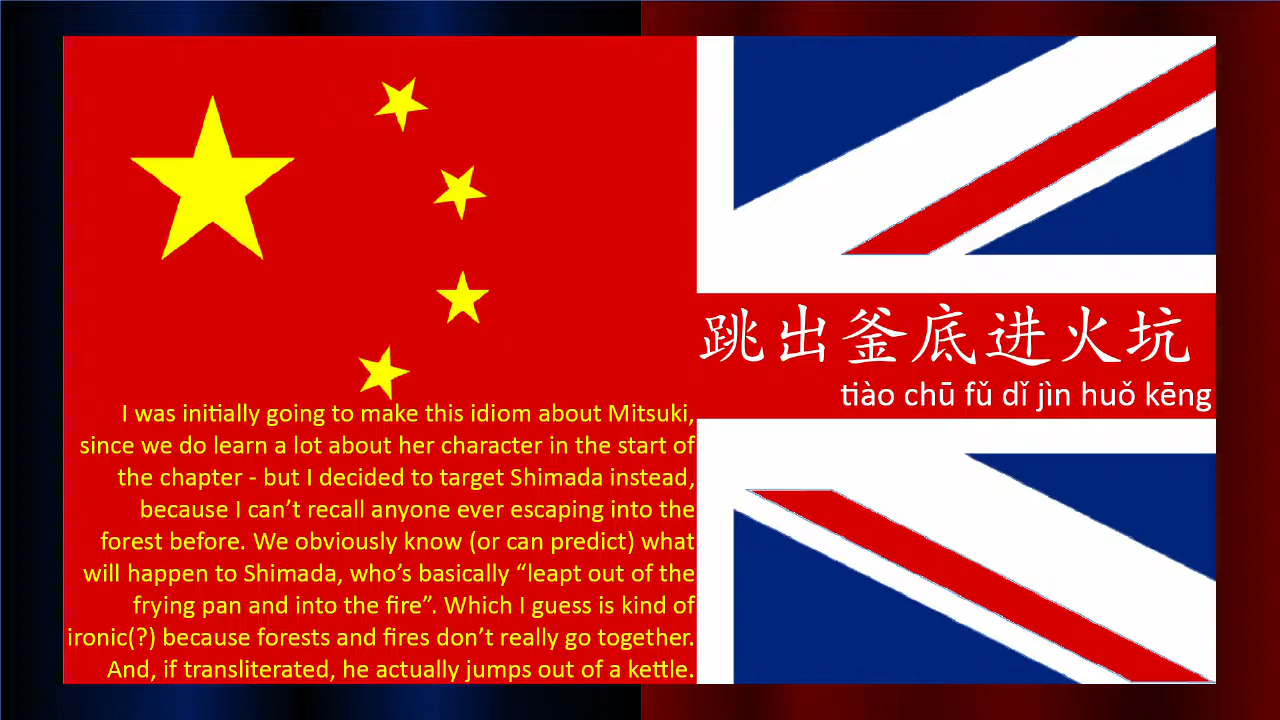 跳出釜底进火坑
tiào chū fǔ dǐ jìn huǒ kēng
I was initially going to make this idiom about Mitsuki,
since we do learn a lot about her character in the start of
the chapter - but I decided to target Shimada instead,
because I can’t recall anyone ever escaping into the
forest before. We obviously know (or can predict) what
will happen to Shimada, who’s basically “leapt out of the
frying pan and into the fire”. Which I guess is kind of
ironic(?) because forests and fires don’t really go together.
And, if transliterated, he actually jumps out of a kettle.